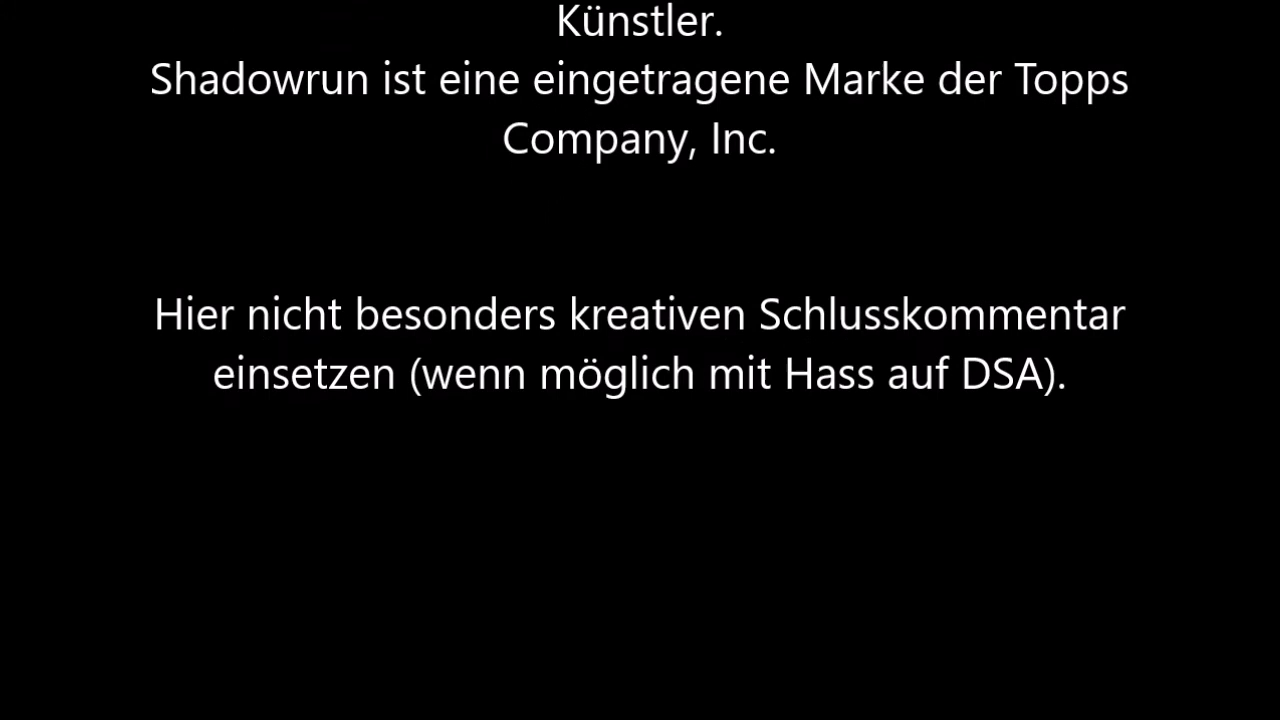 Künstler.
Shadowrun ist eine eingetragene Marke der Topps
Company, Inc.
Hier nicht besonders kreativen Schlusskommentar
einsetzen (wenn möglich mit Hass auf DSA).